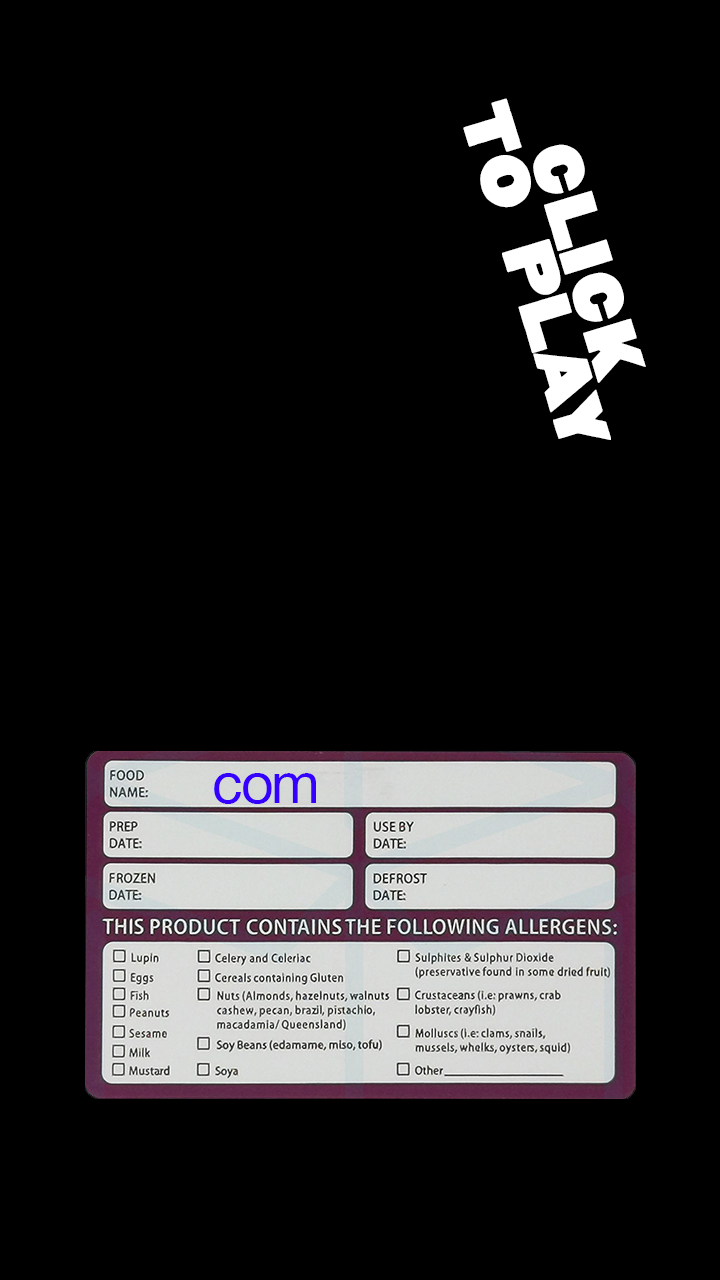 CLICK
TO PLAY
FOOD
NAME:
com
PREP
DATE:
USE BY
DATE:
FROZEN
DATE:
DEFROST
DATE:
THIS PRODUCT CONTAINS THE FOLLOWING ALLERGENS:
Lupin
Eggs
Fish
Peanuts
Sesame
Milk
Mustard
Celery and Celeriac
Cereals containing Gluten
Nuts (Almonds, hazelnuts, walnuts
cashew, pecan, brazil, pistachio,
macadamia/ Queensland)
Soy Beans (edamame, miso, tofu)
Soya
Sulphites & Sulphur Dioxide
(preservative found in some dried fruit)
Crustaceans (i.e: prawns, crab
lobster, crayfish)
Molluscs (i.e: clams, snails,
mussels, whelks, oysters, squid)
Other